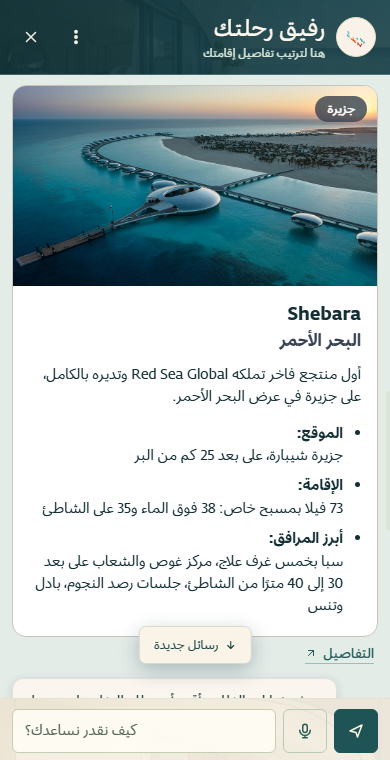 رفيق رحلتك
هنا لترتيب تفاصيل إقامتك
جزيرة
Shebara
البحر الأحمر
أول منتجع فاخر تملكه Red Sea Global وتديره بالكامل،
على جزيرة في عرض البحر الأحمر.
• الموقع:
جزيرة شيبارة، على بعد 25 كم من البر
• الإقامة:
73 فيلا بمسبح خاص: 38 فوق الماء و35 على الشاطئ
• أبرز المرافق:
سبا بخمس غرف علاج، مركز غوص والشعاب على بعد
30 إلى 40 مترًا من الشاطئ، جلسات رصد النجوم، بادل
وتنس
رسائل جديدة
التفاصيل
كيف نقدر نساعدك؟